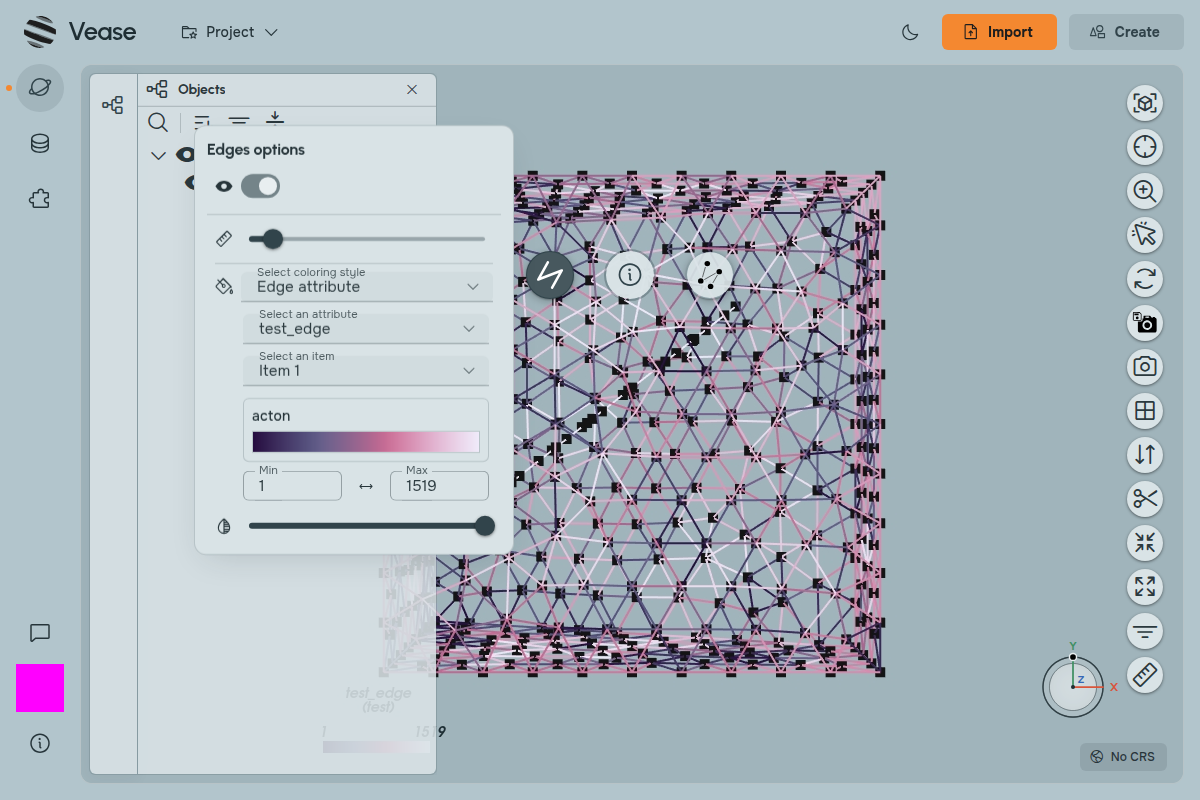 Vease
Project
Import
Create
Objects
Edges options
Select coloring style
Edge attribute
Select an attribute
test_edge
Select an item
Item 1
acton
Min
1
Max
1519
test_edge
(test)
1
1519
Y
Z
X
No CRS